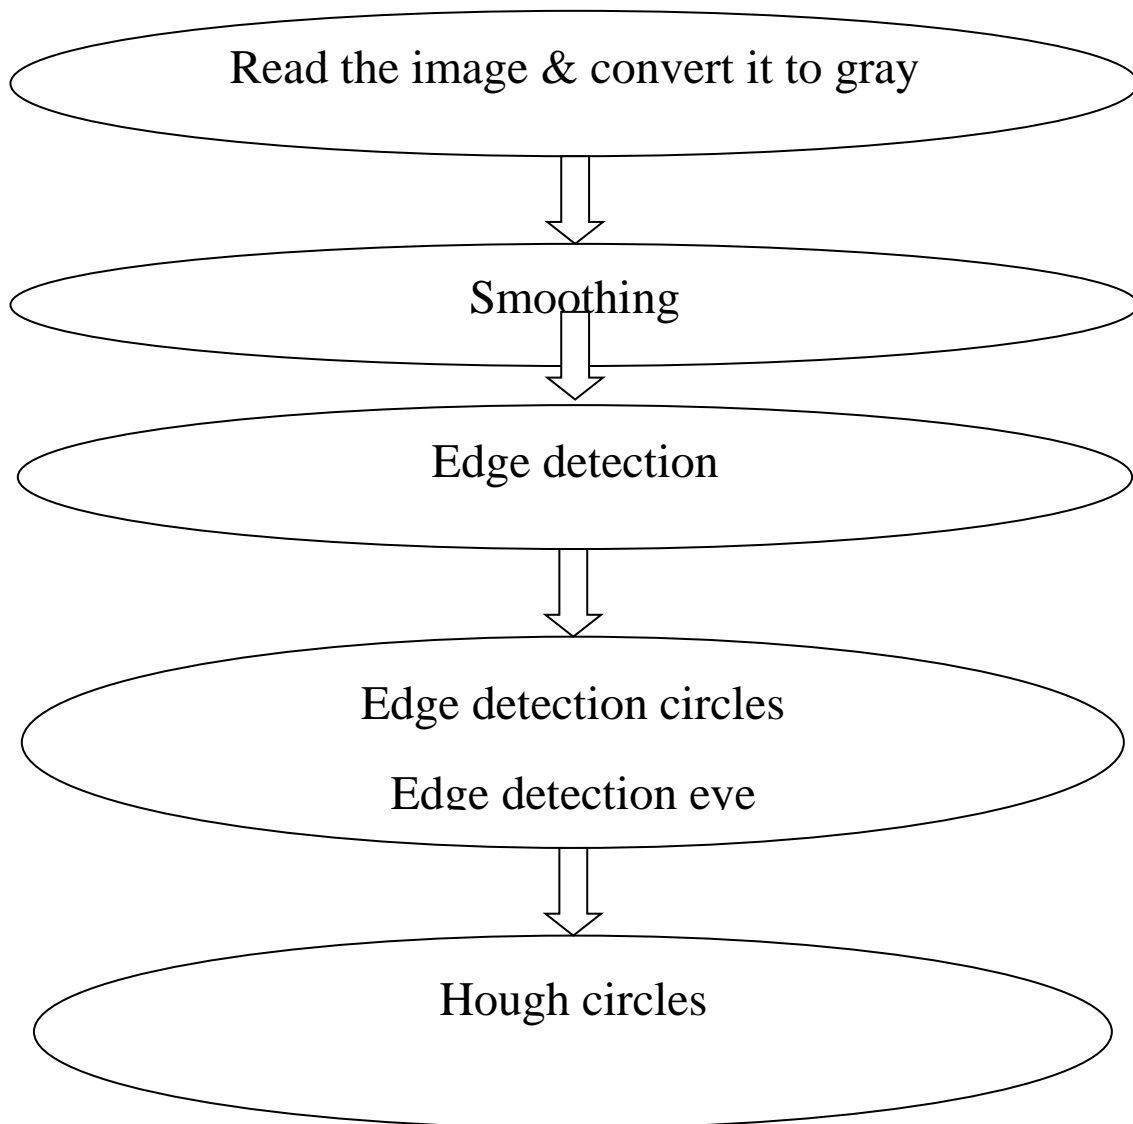 Read the image & convert it to gray
Smoothing
Edge detection
Edge detection circles
Edge detection eye
Hough circles